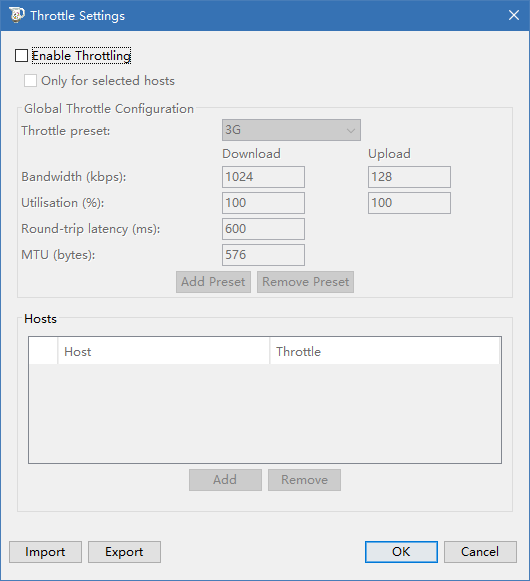 Throttle Settings
Enable Throttling
Only for selected hosts
Global Throttle Configuration
Throttle preset: 3G
Download Upload
Bandwidth (kbps): 1024 128
Utilisation (%): 100 100
Round-trip latency (ms): 600
MTU (bytes): 576
Add Preset Remove Preset
Hosts
Host Throttle
Add Remove
Import Export OK Cancel